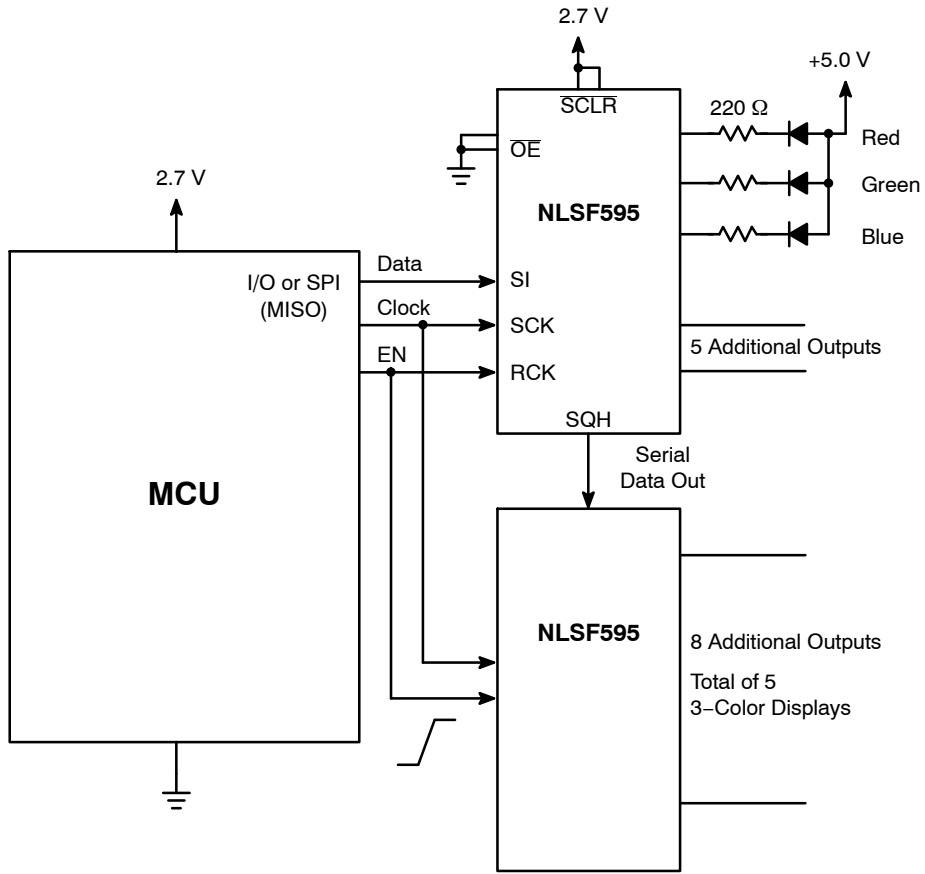 2.7 V
+5.0 V
SCLR
220 Ω
OE
Red
2.7 V
Green
NLSF595
Blue
Data
I/O or SPI
(MISO)
SI
Clock
SCK
5 Additional Outputs
EN
RCK
SQH
Serial
Data Out
MCU
NLSF595
8 Additional Outputs
Total of 5
3−Color Displays